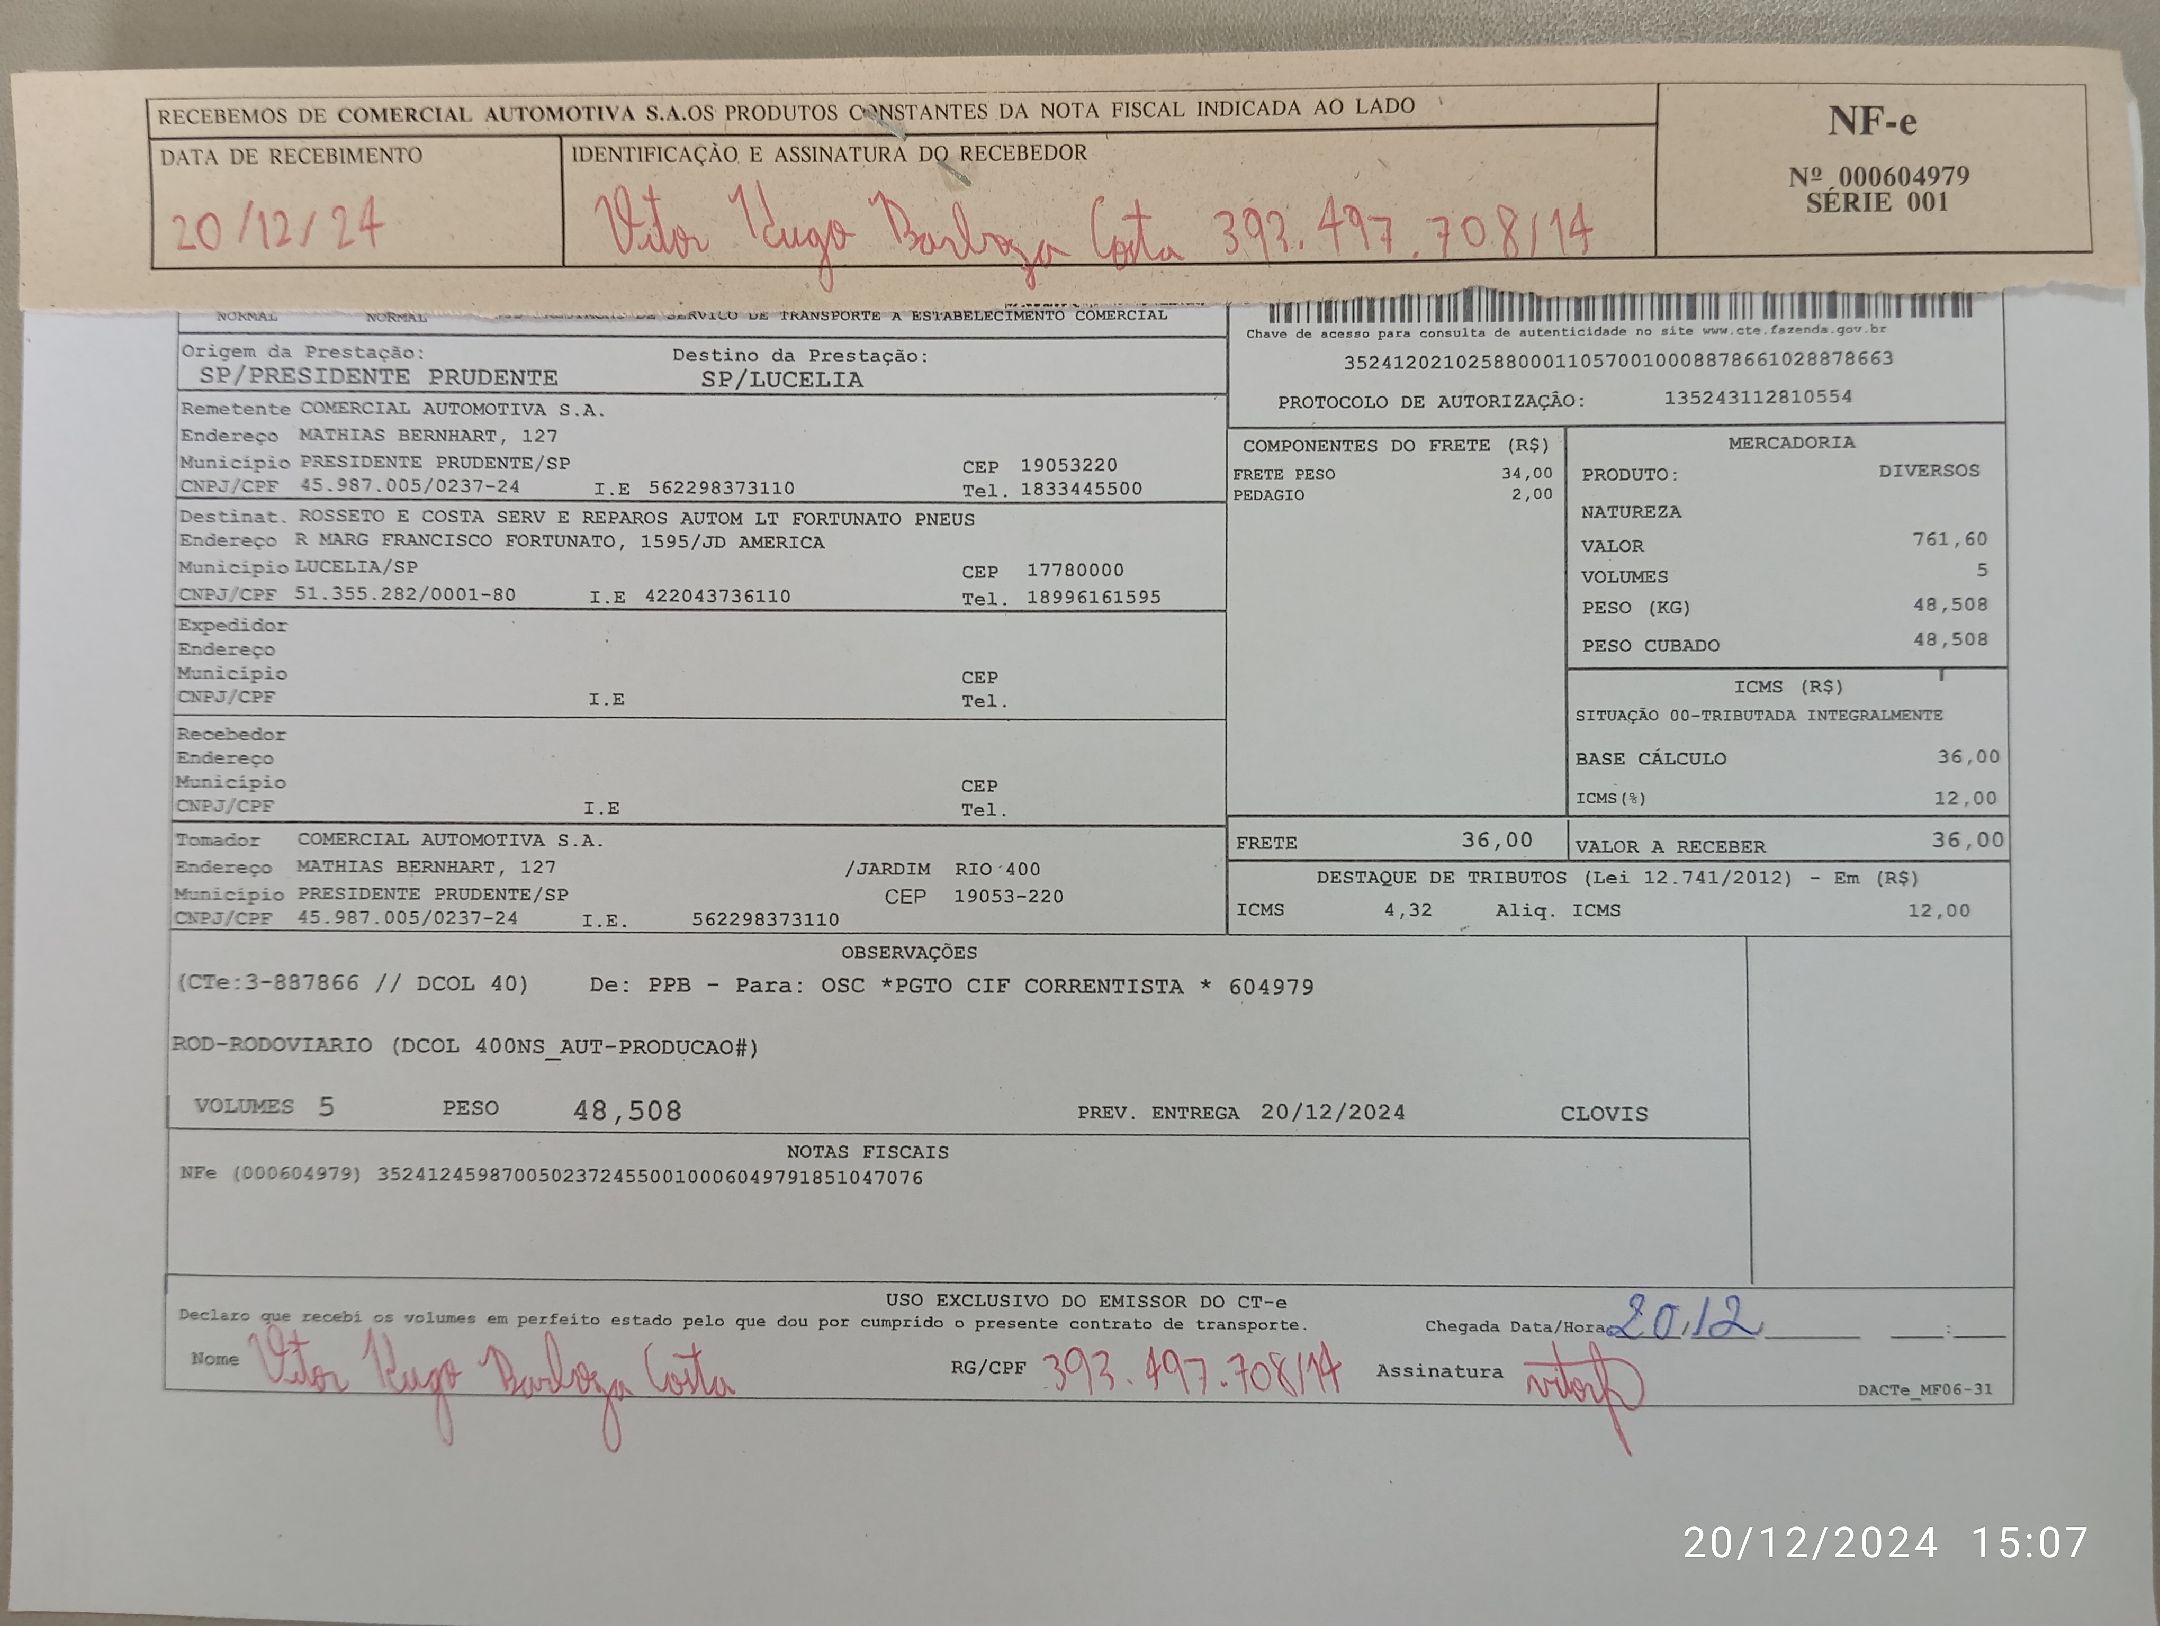 RECEBEMOS DE COMERCIAL AUTOMOTIVA S.A.OS PRODUTOS CONSTANTES DA NOTA FISCAL INDICADA AO LADO
DATA DE RECEBIMENTO
20/12/24
IDENTIFICAÇÃO E ASSINATURA DO RECEBEDOR
Vitor Hugo Barboza Costa 393.497.708/14
NF-e
Nº 000604979
SÉRIE 001
NORMAL NORMAL DE SERVICO DE TRANSPORTE A ESTABELECIMENTO COMERCIAL
Origem da Prestação: Destino da Prestação:
SP/PRESIDENTE PRUDENTE SP/LUCELIA
Remetente COMERCIAL AUTOMOTIVA S.A.
Endereço MATHIAS BERNHART, 127
Município PRESIDENTE PRUDENTE/SP CEP 19053220
CNPJ/CPF 45.987.005/0237-24 I.E 562298373110 Tel. 1833445500
Destinat. ROSSETO E COSTA SERV E REPAROS AUTOM LT FORTUNATO PNEUS
Endereço R MARG FRANCISCO FORTUNATO, 1595/JD AMERICA
Município LUCELIA/SP CEP 17780000
CNPJ/CPF 51.355.282/0001-80 I.E 422043736110 Tel. 18996161595
Expedidor
Endereço
Município CEP
CNPJ/CPF I.E Tel.
Recebedor
Endereço
Município CEP
CNPJ/CPF I.E Tel.
Tomador COMERCIAL AUTOMOTIVA S.A.
Endereço MATHIAS BERNHART, 127 /JARDIM RIO 400
Município PRESIDENTE PRUDENTE/SP CEP 19053-220
CNPJ/CPF 45.987.005/0237-24 I.E. 562298373110
Chave de acesso para consulta de autenticidade no site www.cte.fazenda.gov.br
35241202102588000110570010008878661028878663
PROTOCOLO DE AUTORIZAÇÃO: 135243112810554
COMPONENTES DO FRETE (R$)
FRETE PESO 34,00
PEDAGIO 2,00
MERCADORIA
PRODUTO: DIVERSOS
NATUREZA
VALOR 761,60
VOLUMES 5
PESO (KG) 48,508
PESO CUBADO 48,508
ICMS (R$)
SITUAÇÃO 00-TRIBUTADA INTEGRALMENTE
BASE CÁLCULO 36,00
ICMS(%) 12,00
FRETE 36,00 VALOR A RECEBER 36,00
DESTAQUE DE TRIBUTOS (Lei 12.741/2012) - Em (R$)
ICMS 4,32 Aliq. ICMS 12,00
OBSERVAÇÕES
(CTe:3-887866 // DCOL 40) De: PPB - Para: OSC *PGTO CIF CORRENTISTA * 604979
ROD-RODOVIARIO (DCOL 400NS_AUT-PRODUCAO#)
VOLUMES 5 PESO 48,508 PREV. ENTREGA 20/12/2024 CLOVIS
NOTAS FISCAIS
NFe (000604979) 35241245987005023724550010006049791851047076
USO EXCLUSIVO DO EMISSOR DO CT-e
Declaro que recebi os volumes em perfeito estado pelo que dou por cumprido o presente contrato de transporte.
Chegada Data/Hora 20/12 :
Nome Vitor Hugo Barboza Costa RG/CPF 393.497.708/14 Assinatura
DACTe_MF06-31
20/12/2024 15:07